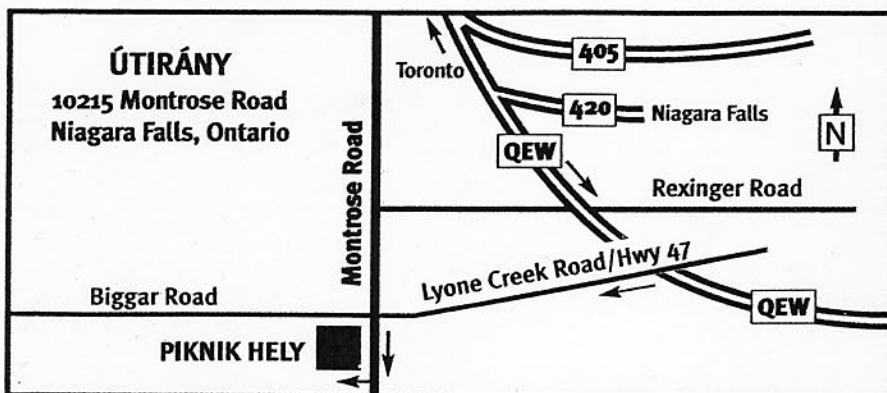 ÚTIRÁNY
10215 Montrose Road
Niagara Falls, Ontario
Montrose Road
Biggar Road
PIKNIK HELY
405
Toronto
420
Niagara Falls
N
QEW
Rexinger Road
Lyone Creek Road/Hwy 47
QEW